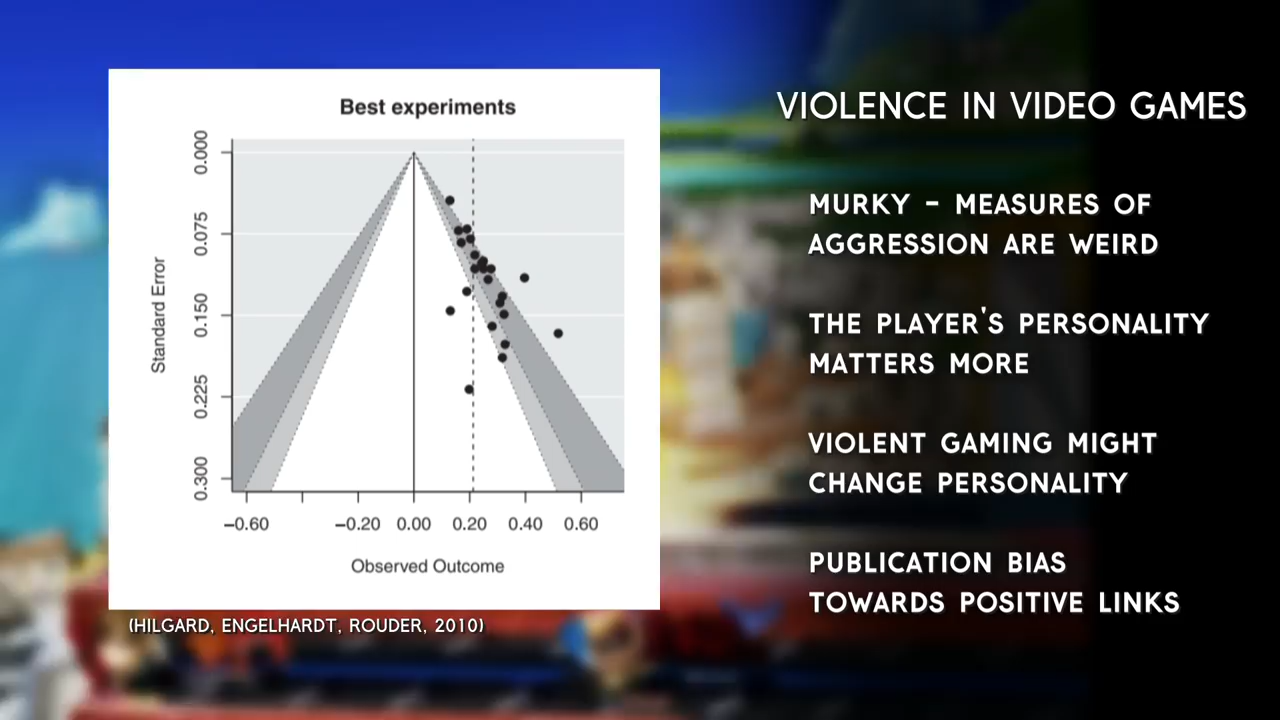 Best experiments
0.000
0.075
0.150
0.225
0.300
Standard Error
−0.60
−0.20
0.00
0.20
0.40
0.60
Observed Outcome
(HILGARD, ENGELHARDT, ROUDER, 2010)
VIOLENCE IN VIDEO GAMES
MURKY - MEASURES OF
AGGRESSION ARE WEIRD
THE PLAYER'S PERSONALITY
MATTERS MORE
VIOLENT GAMING MIGHT
CHANGE PERSONALITY
PUBLICATION BIAS
TOWARDS POSITIVE LINKS